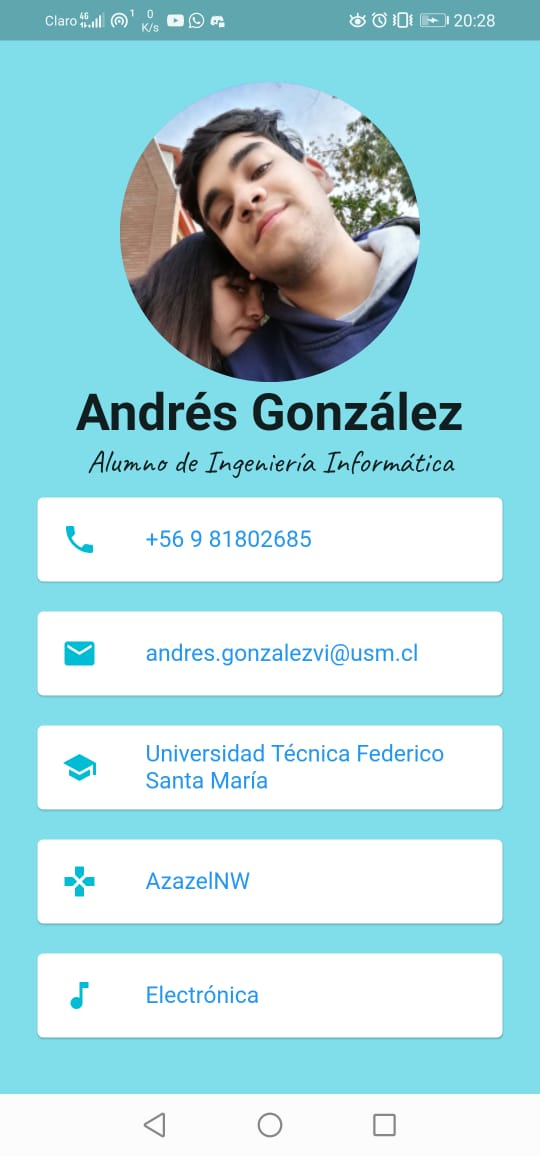 Claro 4G 1 0 K/s 20:28
Andrés González
Alumno de Ingeniería Informática
+56 9 81802685
andres.gonzalezvi@usm.cl
Universidad Técnica Federico
Santa María
AzazelNW
Electrónica